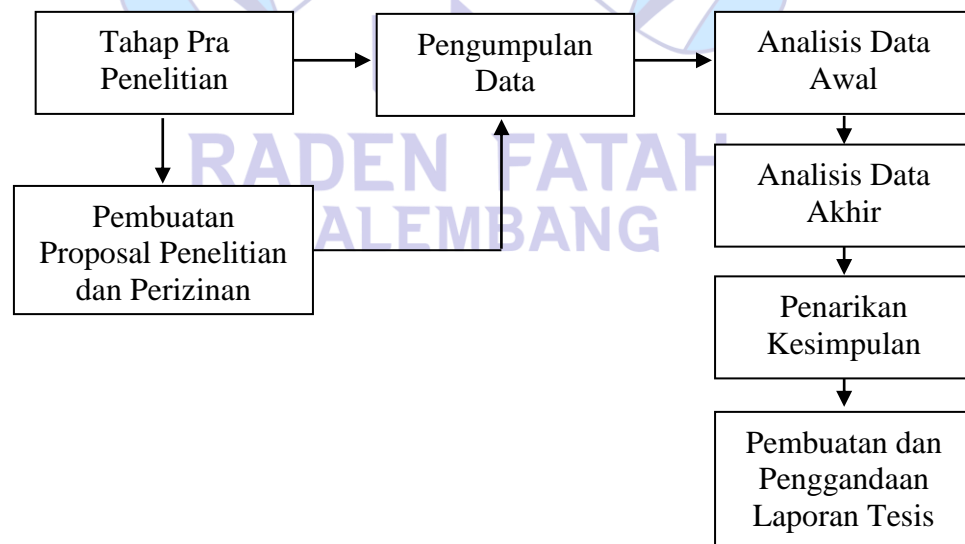 Tahap Pra
Penelitian
Pengumpulan
Data
Analisis Data
Awal
RADEN FATAH
ALEMBANG
Pembuatan
Proposal Penelitian
dan Perizinan
Analisis Data
Akhir
Penarikan
Kesimpulan
Pembuatan dan
Penggandaan
Laporan Tesis